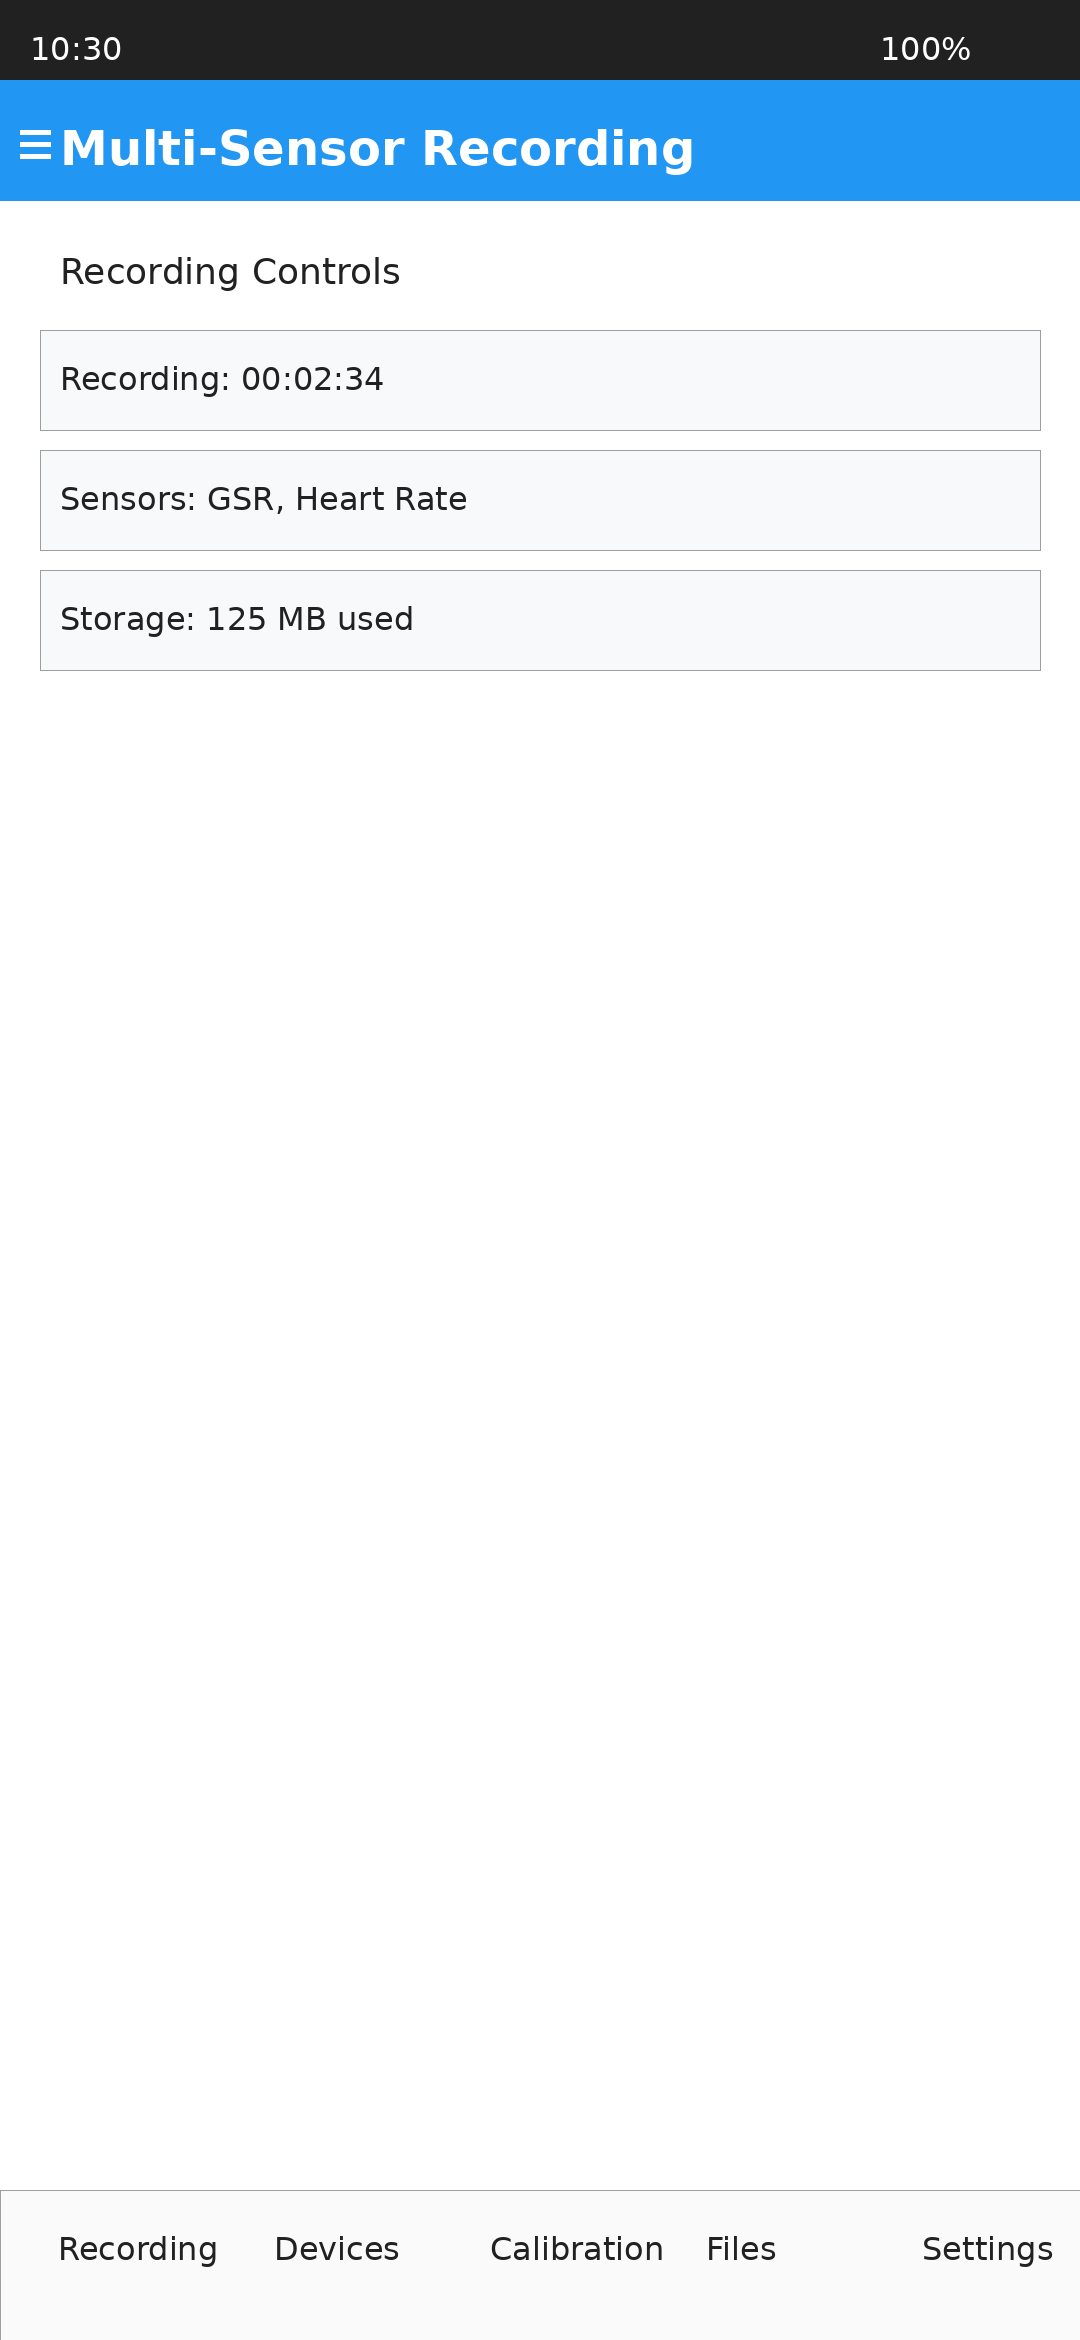 10:30 100%
Multi-Sensor Recording
Recording Controls
Recording: 00:02:34
Sensors: GSR, Heart Rate
Storage: 125 MB used
Recording Devices Calibration Files Settings